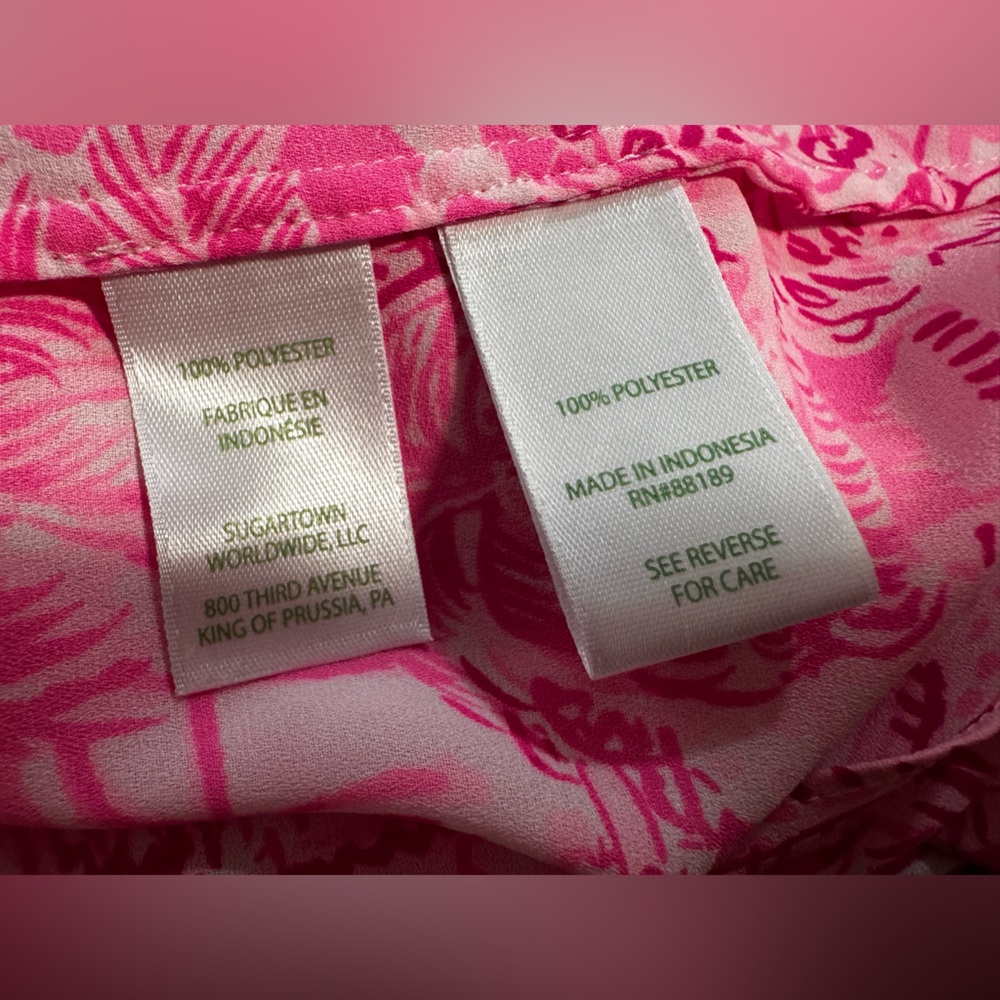 100% POLYESTER
FABRIQUE EN
INDONÉSIE
SUGARTOWN
WORLDWIDE, LLC
800 THIRD AVENUE
KING OF PRUSSIA, PA
100% POLYESTER
MADE IN INDONESIA
RN#88189
SEE REVERSE
FOR CARE